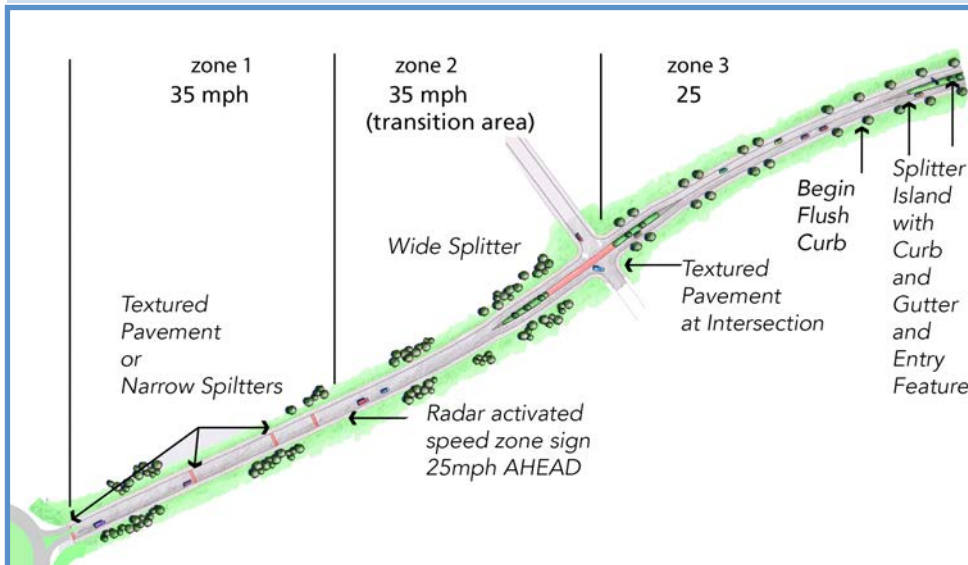 zone 1
35 mph
zone 2
35 mph
(transition area)
zone 3
25
Wide Splitter
Textured
Pavement
or
Narrow Spiltters
Radar activated
speed zone sign
25mph AHEAD
Textured
Pavement
at Intersection
Begin
Flush
Curb
Splitter
Island
with
Curb
and
Gutter
and
Entry
Feature